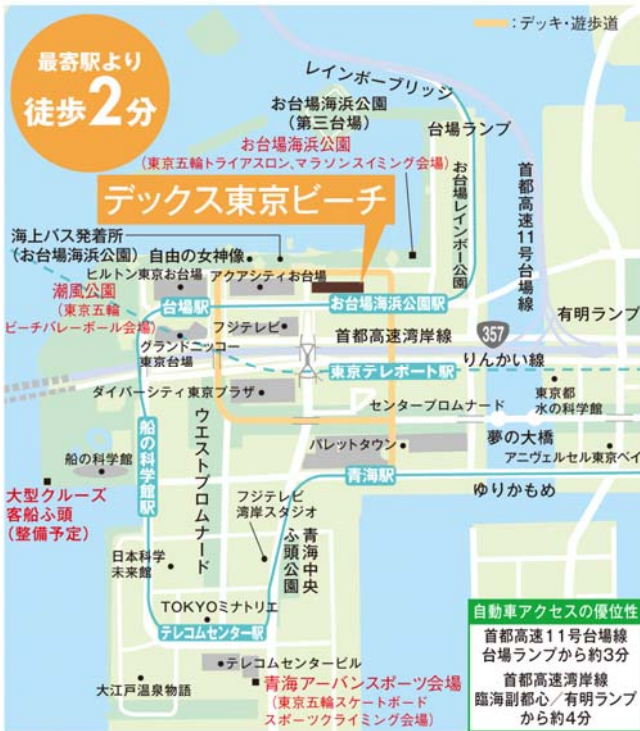 ：デッキ・遊歩道
最寄駅より
徒歩2分
レインボーブリッジ
お台場海浜公園
（第三台場）
台場ランプ
お台場海浜公園
（東京五輪トライアスロン、マラソンスイミング会場）
お台場レインボー公園
首都高速11号台場線
デックス東京ビーチ
海上バス発着所
（お台場海浜公園）
自由の女神像
ヒルトン東京お台場
アクアシティお台場
潮風公園
（東京五輪
ビーチバレーボール会場）
台場駅
お台場海浜公園駅
有明ランプ
フジテレビ
首都高速湾岸線
357
グランドニッコー
東京台場
りんかい線
東京テレポート駅
ダイバーシティ東京プラザ
センタープロムナード
東京都
水の科学館
夢の大橋
船の科学館駅
ウエストプロムナード
パレットタウン
アニヴェルセル東京ベイ
船の科学館
青海駅
ゆりかもめ
大型クルーズ
客船ふ頭
（整備予定）
フジテレビ
湾岸スタジオ
青海中央
ふ頭公園
日本科学
未来館
TOKYOミナトリエ
テレコムセンター駅
テレコムセンタービル
大江戸温泉物語
青海アーバンスポーツ会場
（東京五輪スケートボード
スポーツクライミング会場）
自動車アクセスの優位性
首都高速11号台場線
台場ランプから約3分
首都高速湾岸線
臨海副都心／有明ランプ
から約4分